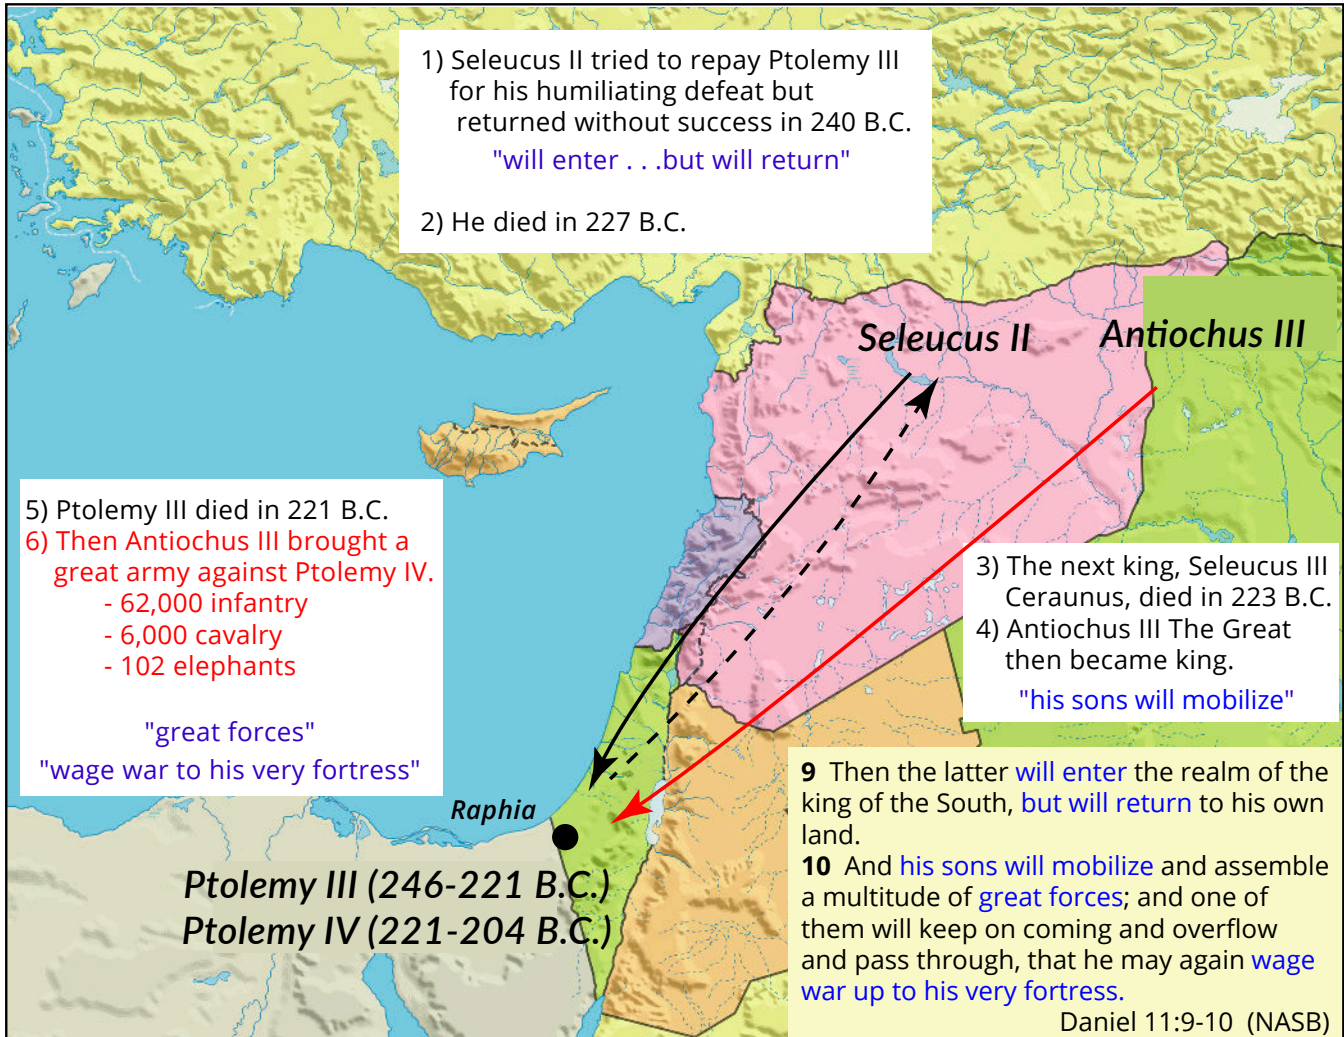 1) Seleucus II tried to repay Ptolemy III
for his humiliating defeat but
returned without success in 240 B.C.
"will enter . . .but will return"
2) He died in 227 B.C.
Seleucus II
Antiochus III
5) Ptolemy III died in 221 B.C.
6) Then Antiochus III brought a
great army against Ptolemy IV.
- 62,000 infantry
- 6,000 cavalry
- 102 elephants
"great forces"
"wage war to his very fortress"
3) The next king, Seleucus III
Ceraunus, died in 223 B.C.
4) Antiochus III The Great
then became king.
"his sons will mobilize"
Raphia
Ptolemy III (246-221 B.C.)
Ptolemy IV (221-204 B.C.)
9 Then the latter will enter the realm of the
king of the South, but will return to his own
land.
10 And his sons will mobilize and assemble
a multitude of great forces; and one of
them will keep on coming and overflow
and pass through, that he may again wage
war up to his very fortress.
Daniel 11:9-10 (NASB)